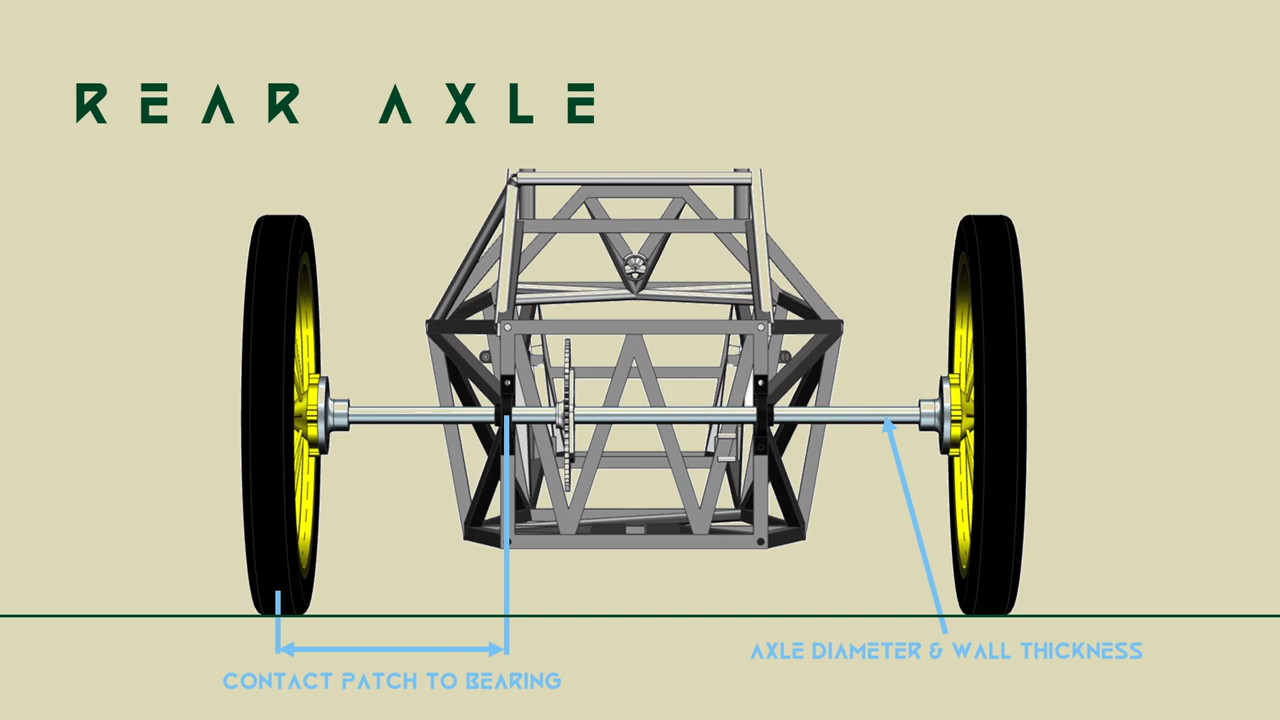 REAR AXLE
AXLE DIAMETER & WALL THICKNESS
CONTACT PATCH TO BEARING